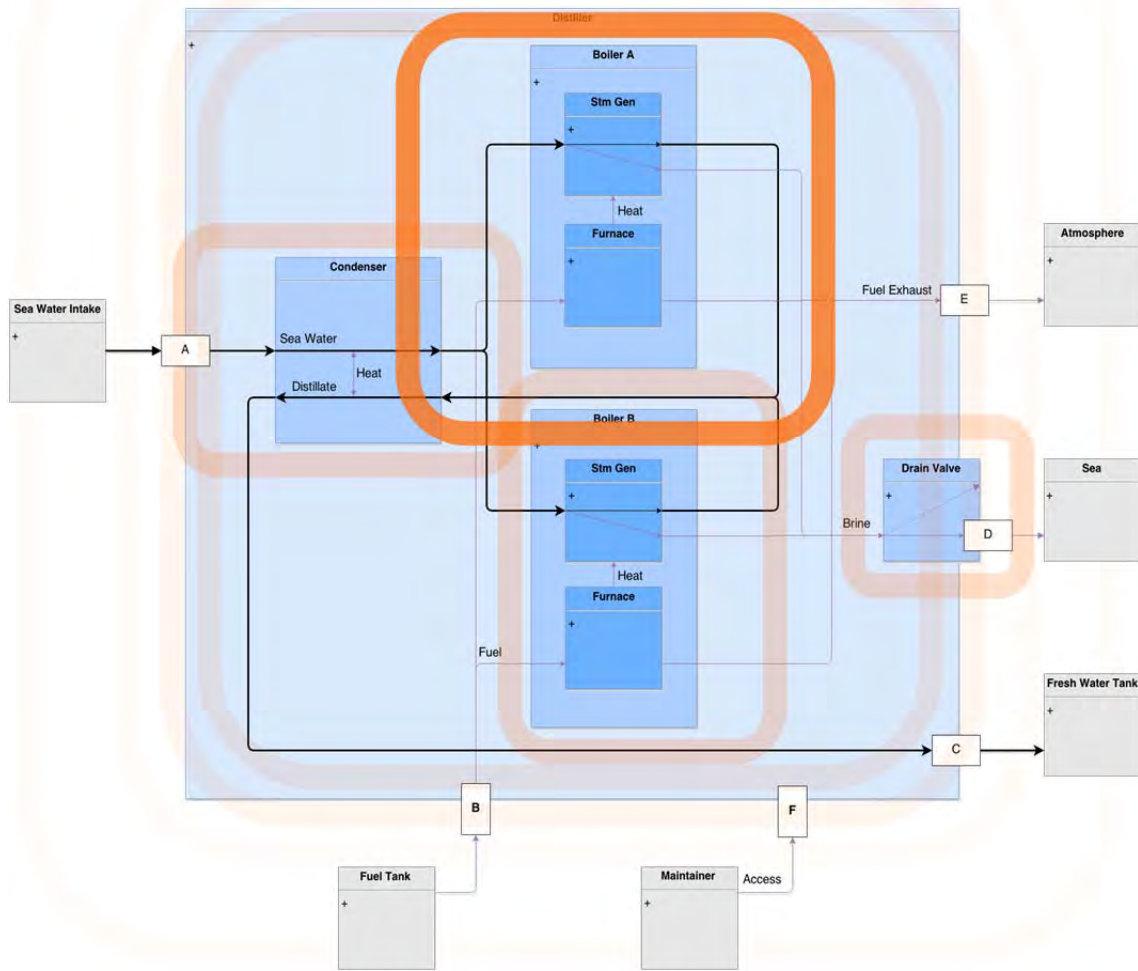 Distiller
+
Boiler A
+
Stm Gen
+
Heat
Furnace
+
Atmosphere
+
Condenser
Fuel Exhaust
E
Sea Water Intake
+
A
Sea Water
Heat
Distillate
Boiler B
+
Stm Gen
+
Drain Valve
+
Sea
+
Brine
D
Heat
Furnace
+
Fuel
Fresh Water Tank
+
C
B
F
Fuel Tank
+
Maintainer
+
Access